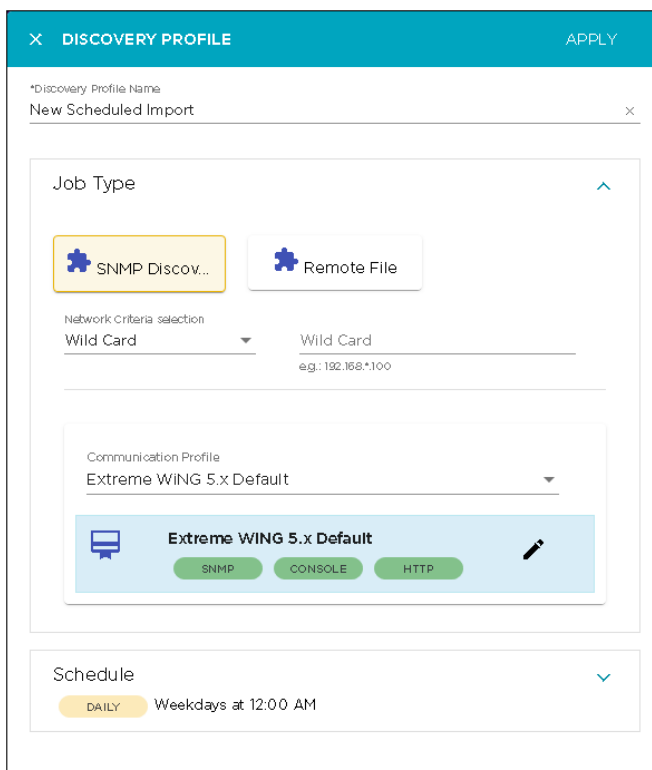 DISCOVERY PROFILE APPLY
*Discovery Profile Name
New Scheduled Import
Job Type
SNMP Discov... Remote File
Network Criteria selection
Wild Card Wild Card
e.g.: 192.168.*.100
Communication Profile
Extreme WiNG 5.x Default
Extreme WING 5.x Default
SNMP CONSOLE HTTP
Schedule
DAILY Weekdays at 12:00 AM